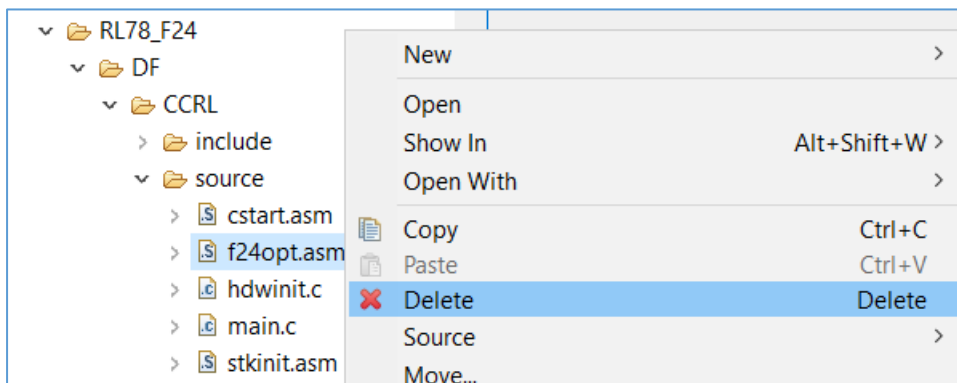 RL78_F24
DF
CCRL
include
source
cstart.asm
f24opt.asm
hdwinit.c
main.c
stkinit.asm
New
Open
Show In Alt+Shift+W
Open With
Copy Ctrl+C
Paste Ctrl+V
Delete Delete
Source
Move...